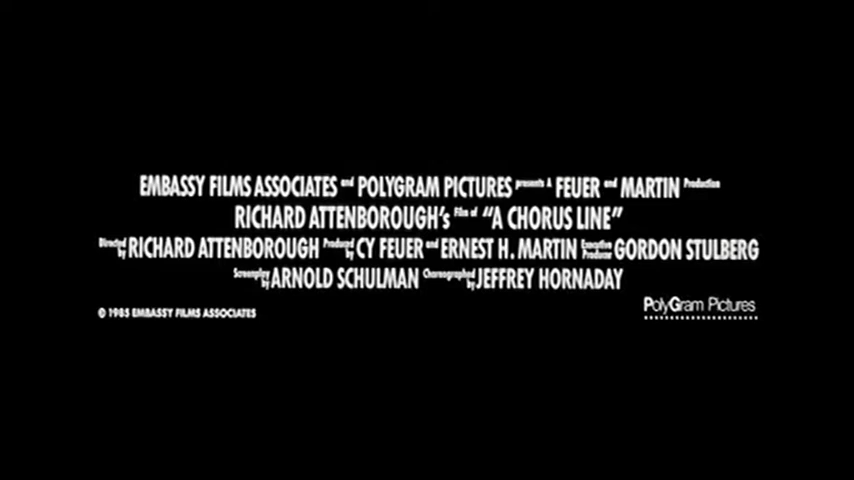 EMBASSY FILMS ASSOCIATES and POLYGRAM PICTURES presents A FEUER and MARTIN Production
RICHARD ATTENBOROUGH's Film of "A CHORUS LINE"
Directed by RICHARD ATTENBOROUGH Produced by CY FEUER and ERNEST H. MARTIN Executive Producer GORDON STULBERG
Screenplay by ARNOLD SCHULMAN Choreographed by JEFFREY HORNADAY
© 1985 EMBASSY FILMS ASSOCIATES
PolyGram Pictures